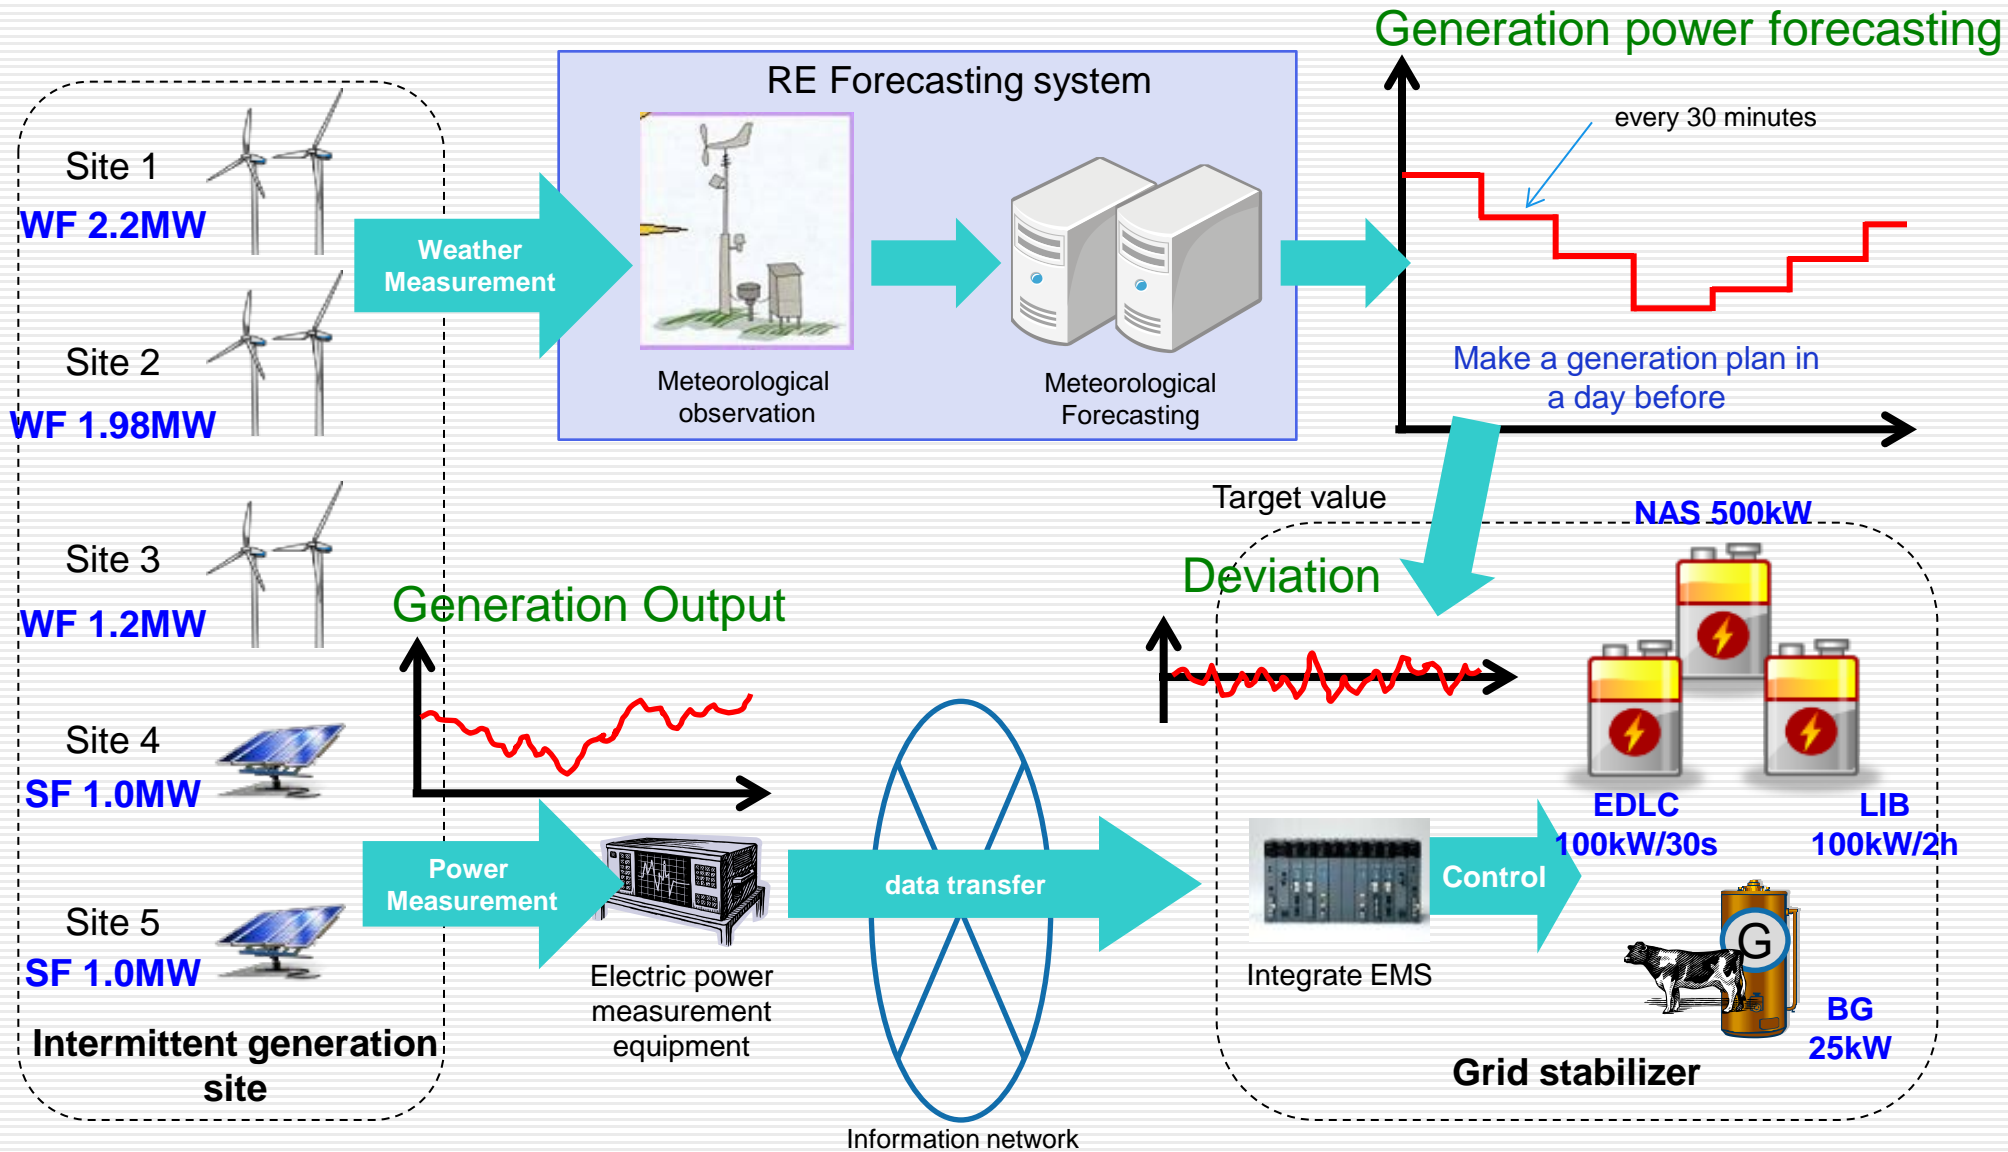 Generation power forecasting
RE Forecasting system
every 30 minutes
Site 1
WF 2.2MW
Weather
Measurement
Site 2
WF 1.98MW
Meteorological
observation
Meteorological
Forecasting
Make a generation plan in
a day before
Target value
NAS 500kW
Site 3
WF 1.2MW
Generation Output
Deviation
Site 4
SF 1.0MW
EDLC
100kW/30s
LIB
100kW/2h
Power
Measurement
data transfer
Control
Site 5
SF 1.0MW
Electric power
measurement
equipment
Integrate EMS
G
BG
25kW
Intermittent generation
site
Grid stabilizer
Information network